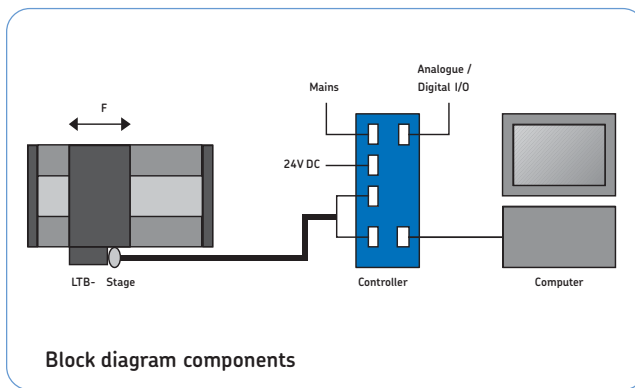 Analogue /
Digital I/O
Mains
F
24V DC
LTB- Stage
Controller
Computer
Block diagram components